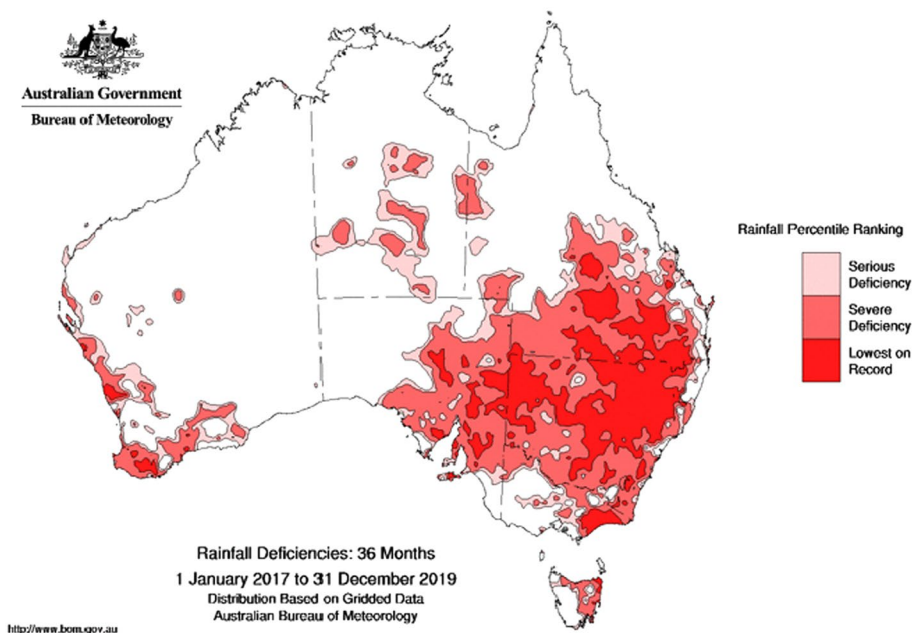 Australian Government
Bureau of Meteorology
Rainfall Percentile Ranking
Serious
Deficiency
Severe
Deficiency
Lowest on
Record
Rainfall Deficiencies: 36 Months
1 January 2017 to 31 December 2019
Distribution Based on Gridded Data
Australian Bureau of Meteorology
http://www.bom.gov.au